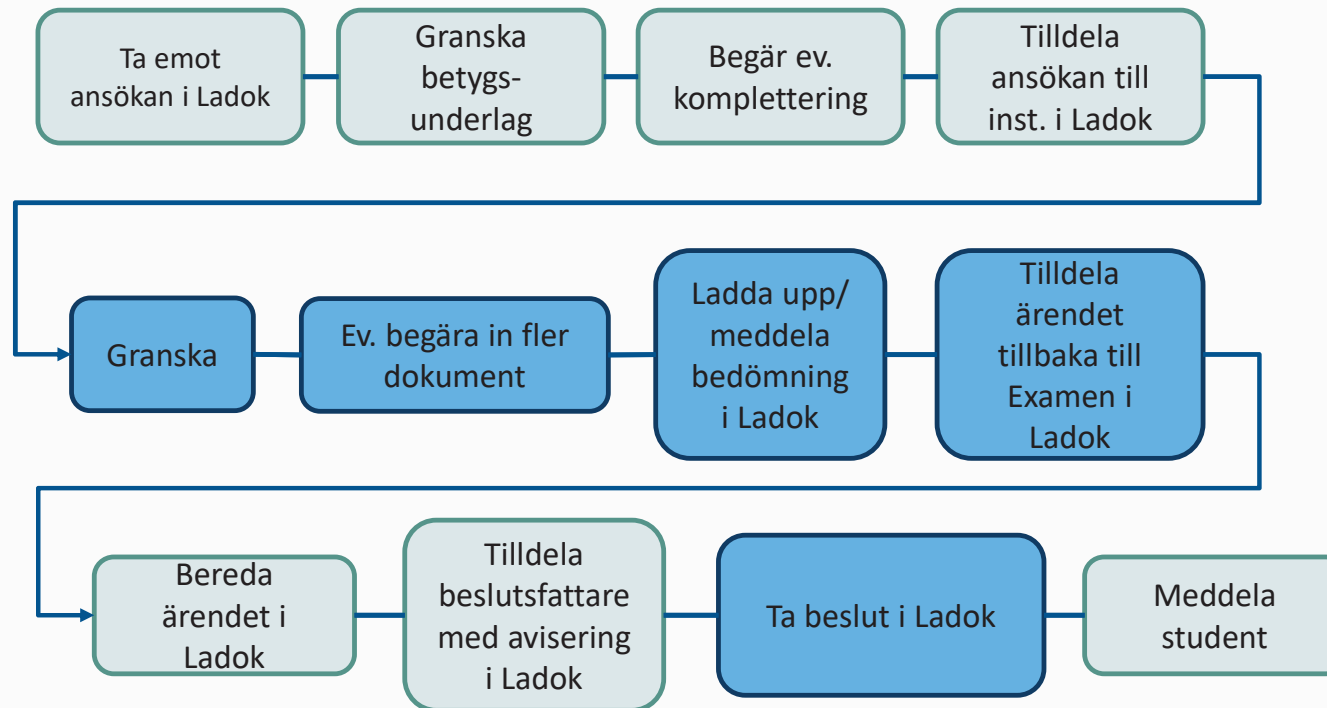 Ta emot
ansökan i Ladok
Granska
betygs-
underlag
Begär ev.
komplettering
Tilldela
ansökan till
inst. i Ladok
Granska
Ev. begära in fler
dokument
Ladda upp/
meddela
bedömning
i Ladok
Tilldela
ärendet
tillbaka till
Examen i
Ladok
Bereda
ärendet i
Ladok
Tilldela
beslutsfattare
med avisering
i Ladok
Ta beslut i Ladok
Meddela
student